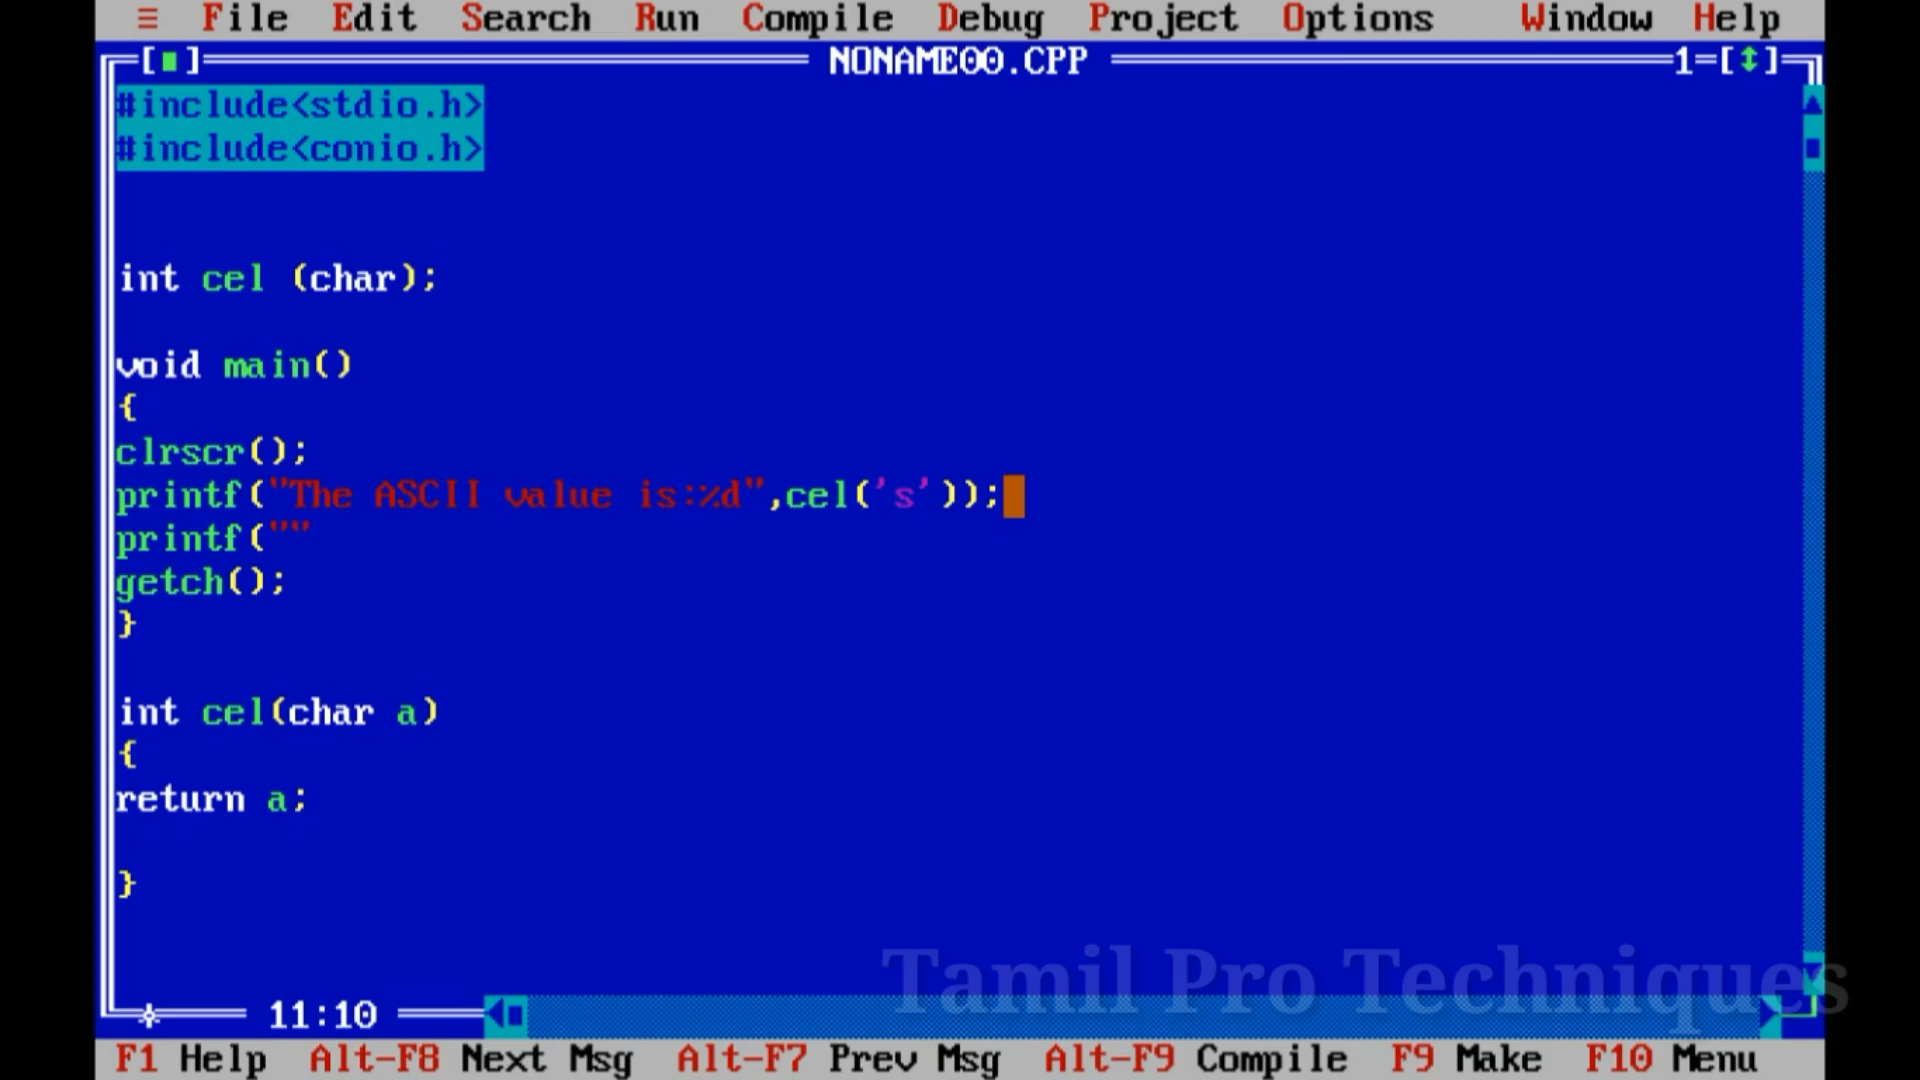 ≡ File Edit Search Run Compile Debug Project Options Window Help
[■] NONAME00.CPP 1=[↕]
#include<stdio.h>
#include<conio.h>
int cel (char);
void main()
{
clrscr();
printf("The ASCII value is:%d",cel('s'));
printf(""
getch();
}
int cel(char a)
{
return a;
}
Tamil Pro Techniques
11:10
F1 Help Alt-F8 Next Msg Alt-F7 Prev Msg Alt-F9 Compile F9 Make F10 Menu